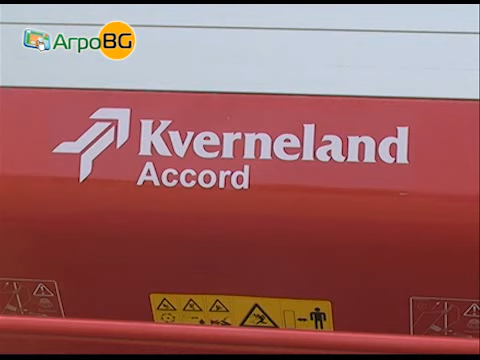 АгроBG
Kverneland
Accord